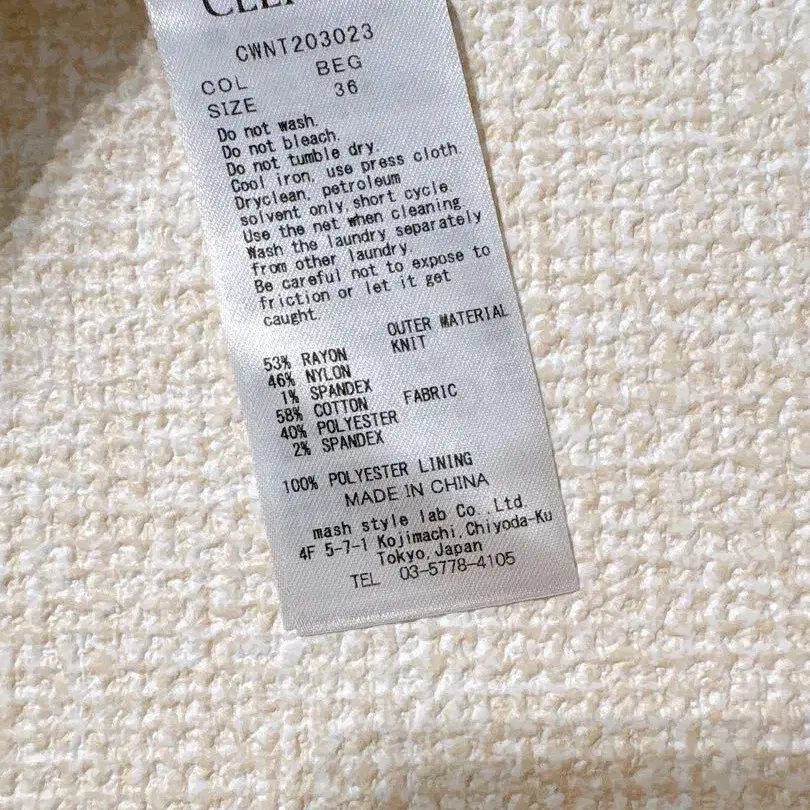 CWNT203023
COL BEG
SIZE 36
Do not wash.
Do not bleach.
Do not tumble dry.
Cool iron, use press cloth.
Dryclean, petroleum
solvent only,short cycle.
Use the net when cleaning.
Wash the laundry separately
from other laundry.
Be careful not to expose to
friction or let it get
caught.
OUTER MATERIAL
53% RAYON KNIT
46% NYLON
1% SPANDEX
58% COTTON FABRIC
40% POLYESTER
2% SPANDEX
100% POLYESTER LINING
MADE IN CHINA
mash style lab Co.,Ltd.
4F 5-7-1 Kojimachi,Chiyoda-Ku
Tokyo,Japan
TEL 03-5778-4105